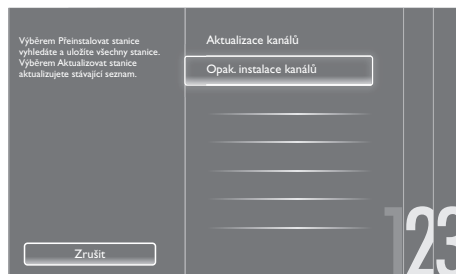 Výběrem Přeinstalovat stanice
vyhledáte a uložíte všechny stanice.
Výběrem Aktualizovat stanice
aktualizujete stávající seznam.
Aktualizace kanálů
Opak. instalace kanálů
Zrušit
123